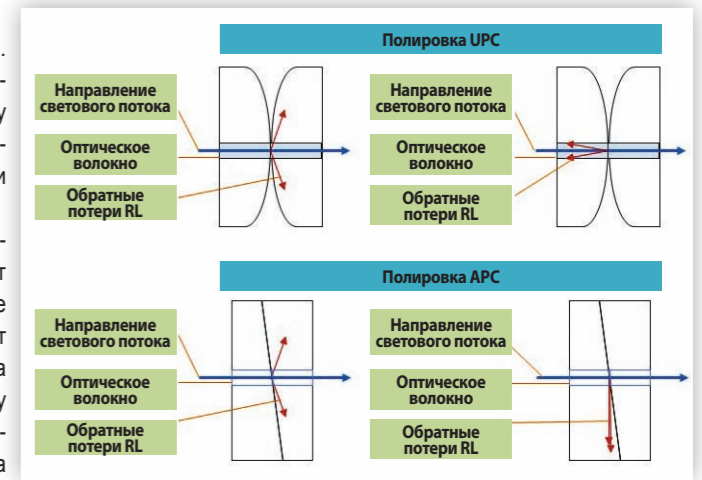 Полировка UPC
Направление
светового потока
Оптическое
волокно
Обратные
потери RL
Направление
светового потока
Оптическое
волокно
Обратные
потери RL
Полировка APC
Направление
светового потока
Оптическое
волокно
Обратные
потери RL
Направление
светового потока
Оптическое
волокно
Обратные
потери RL